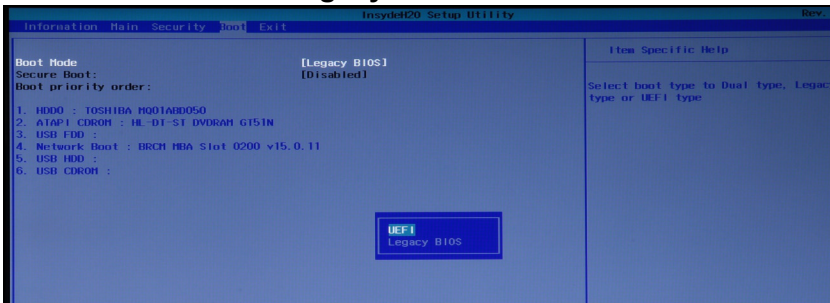 InsydeH20 Setup Utility Rev.
Information Main Security Boot Exit
Boot Mode [Legacy BIOS]
Secure Boot: [Disabled]
Boot priority order:
1. HDD0 : TOSHIBA MQ01ABD050
2. ATAPI CDROM : HL-DT-ST DVDRAM GT51N
3. USB FDD :
4. Network Boot : BRCM MBA Slot 0200 v15.0.11
5. USB HDD :
6. USB CDROM :
UEFI
Legacy BIOS
Item Specific Help
Select boot type to Dual type, Legac
type or UEFI type